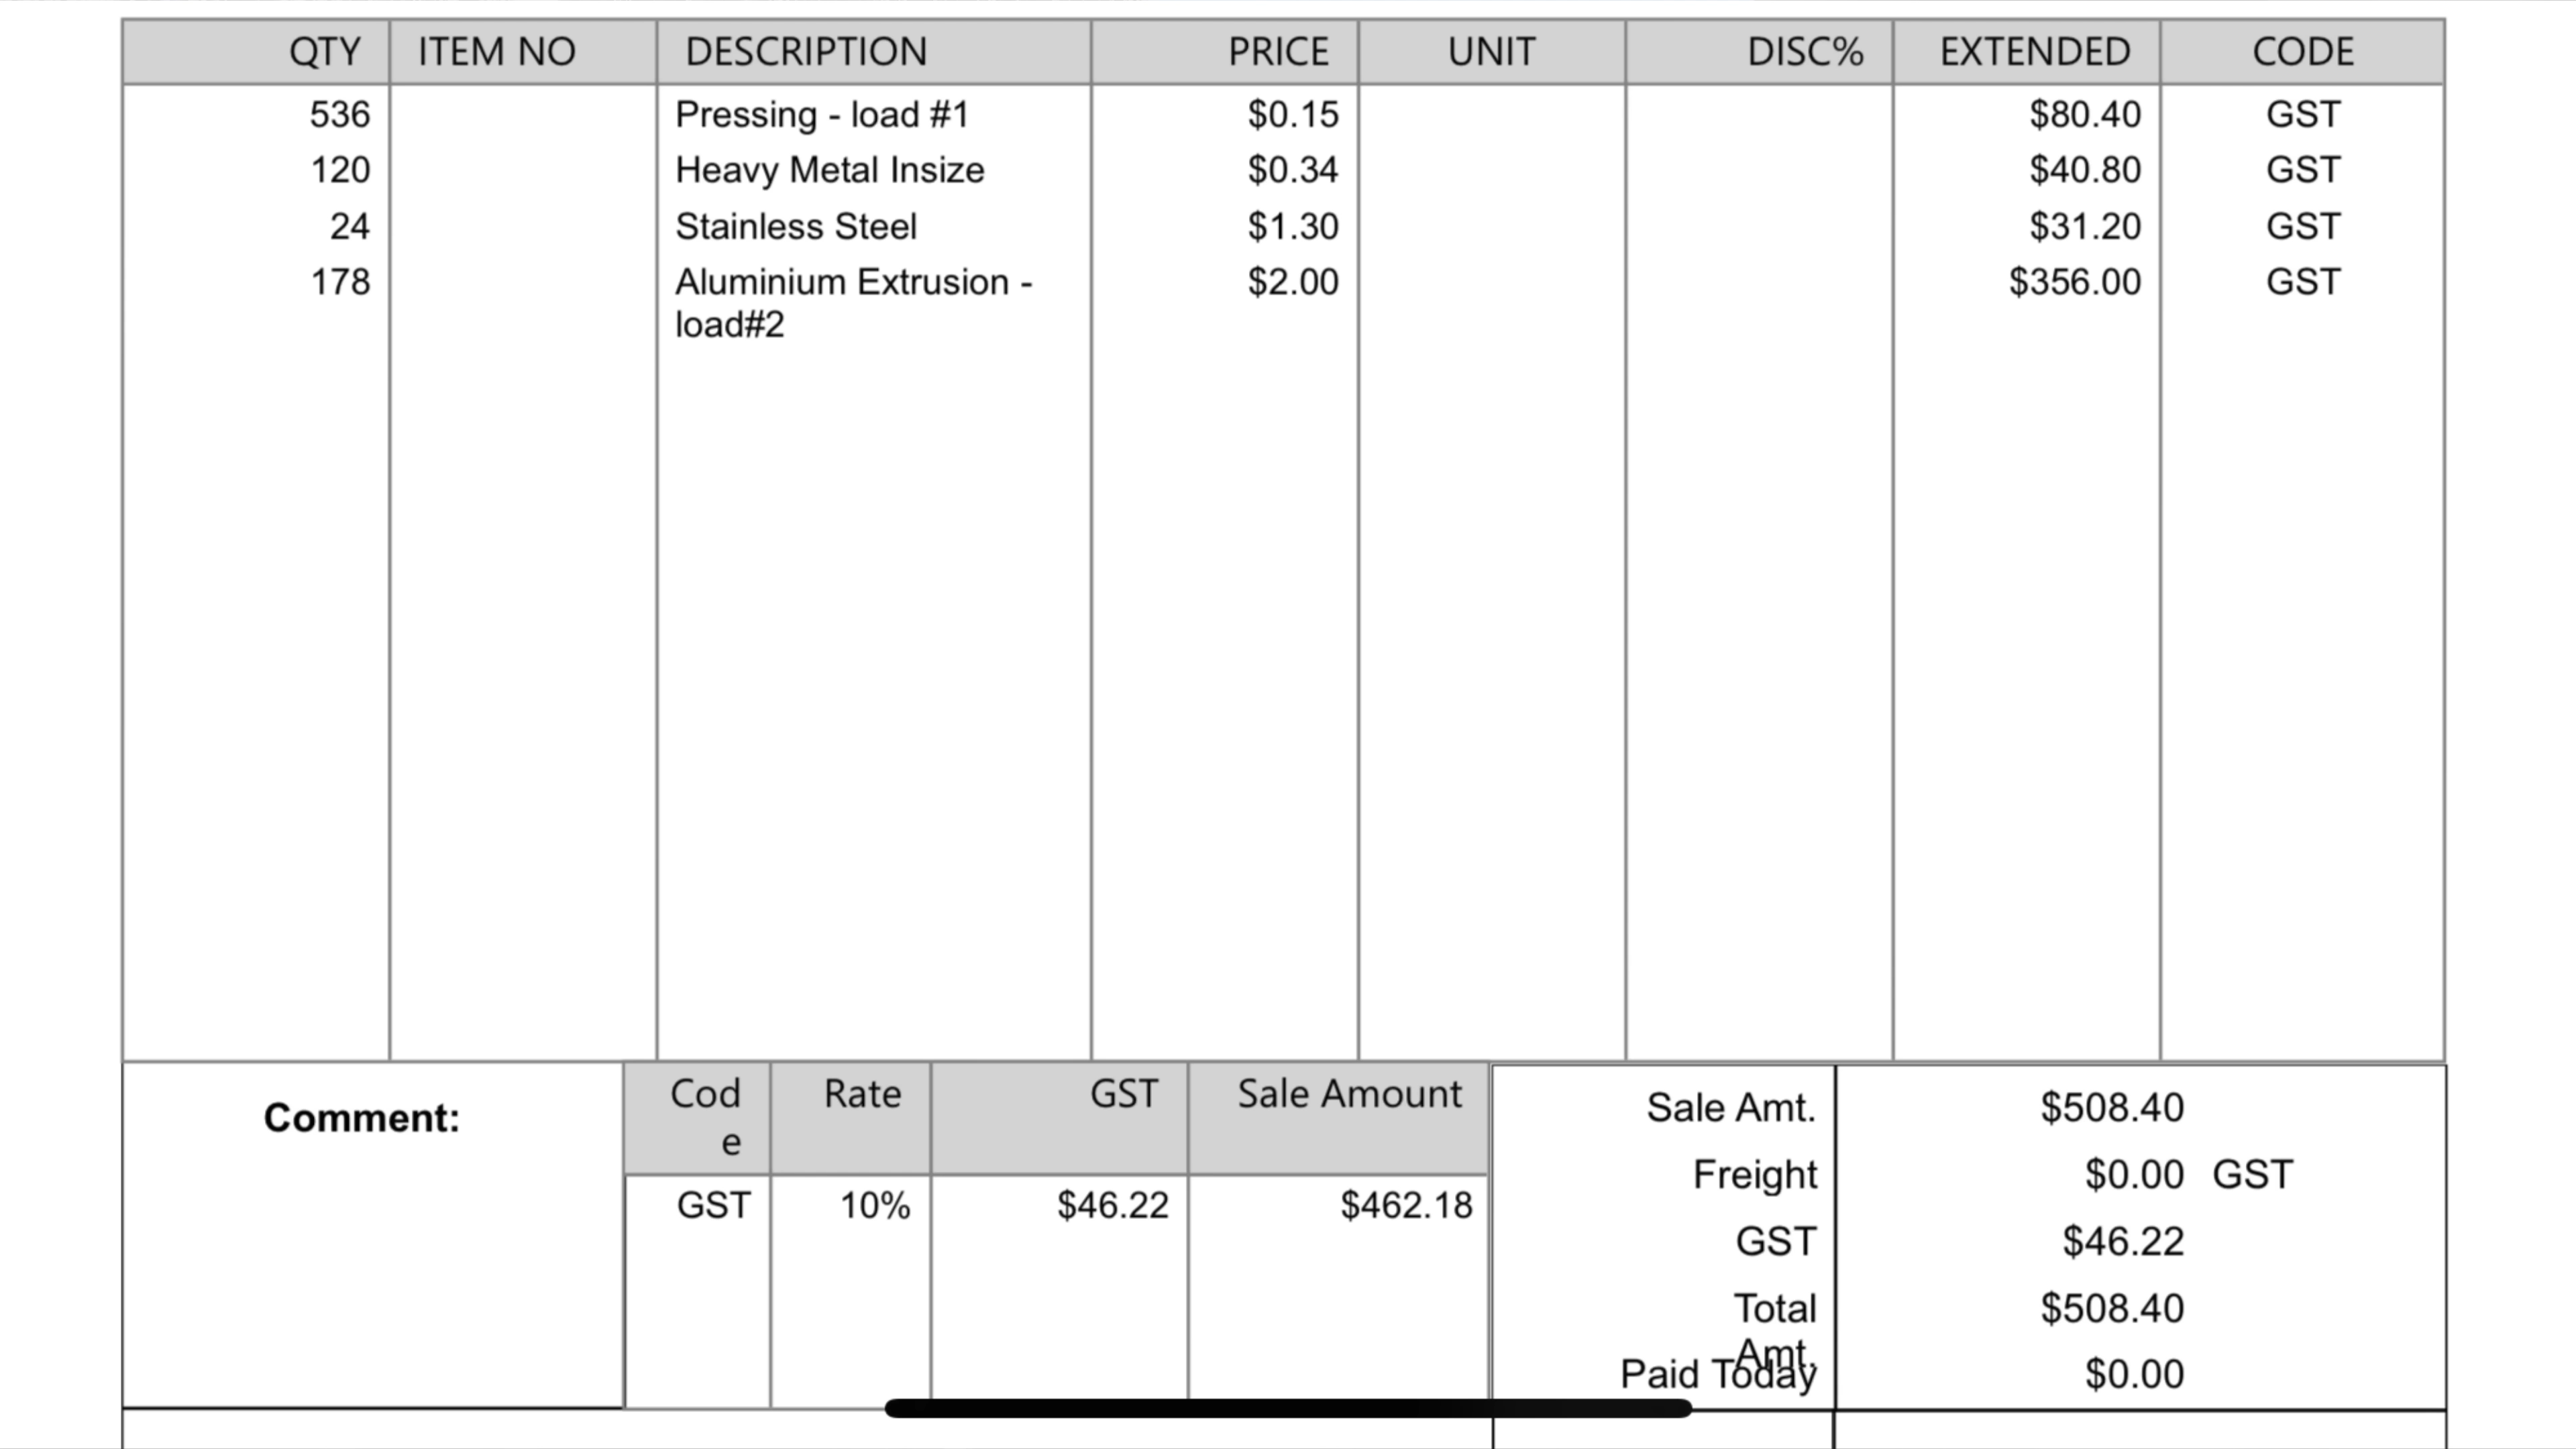 QTY ITEM NO DESCRIPTION PRICE UNIT DISC% EXTENDED CODE
536 Pressing - load #1 $0.15 $80.40 GST
120 Heavy Metal Insize $0.34 $40.80 GST
24 Stainless Steel $1.30 $31.20 GST
178 Aluminium Extrusion - $2.00 $356.00 GST
load#2
Comment:
Cod Rate GST Sale Amount
e
GST 10% $46.22 $462.18
Sale Amt. $508.40
Freight $0.00 GST
GST $46.22
Total $508.40
Amt.
Paid Today $0.00